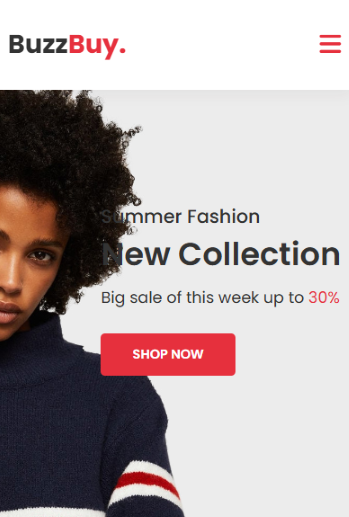 BuzzBuy.
Summer Fashion
New Collection
Big sale of this week up to 30%
SHOP NOW